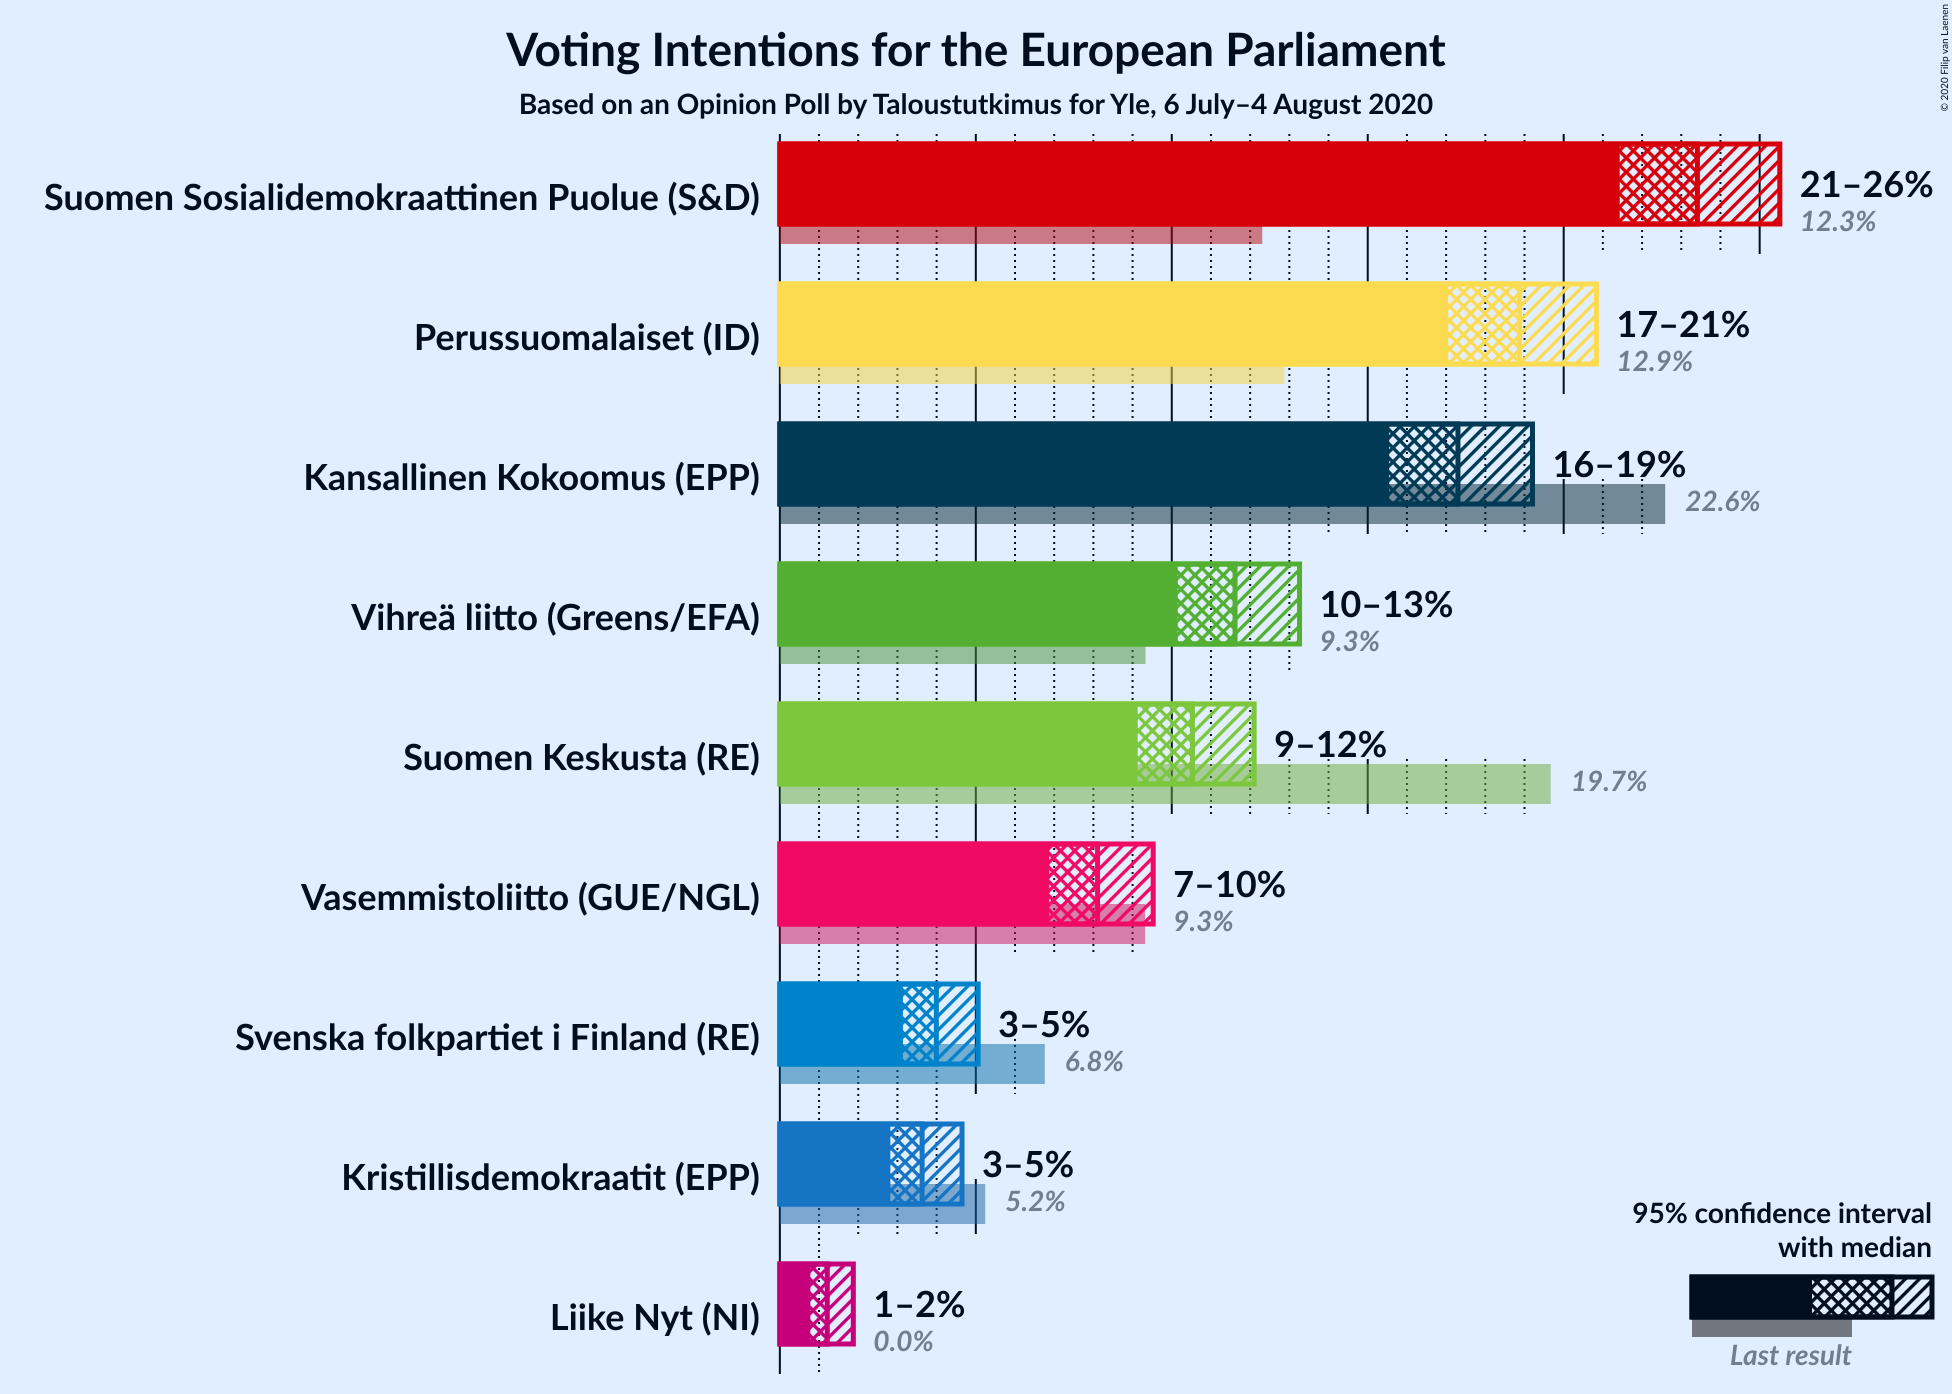 Voting Intentions for the European Parliament
Based on an Opinion Poll by Taloustutkimus for Yle, 6 July–4 August 2020
© 2020 Filip van Laenen
Suomen Sosialidemokraattinen Puolue (S&D)
21–26%
12.3%
Perussuomalaiset (ID)
17–21%
12.9%
Kansallinen Kokoomus (EPP)
16–19%
22.6%
Vihreä liitto (Greens/EFA)
10–13%
9.3%
Suomen Keskusta (RE)
9–12%
19.7%
Vasemmistoliitto (GUE/NGL)
7–10%
9.3%
Svenska folkpartiet i Finland (RE)
3–5%
6.8%
Kristillisdemokraatit (EPP)
3–5%
5.2%
Liike Nyt (NI)
1–2%
0.0%
95% confidence interval
with median
Last result